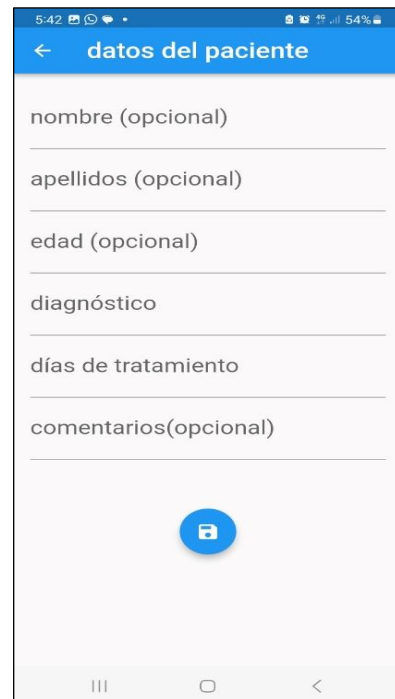 5:42 54%
datos del paciente
nombre (opcional)
apellidos (opcional)
edad (opcional)
diagnóstico
días de tratamiento
comentarios(opcional)